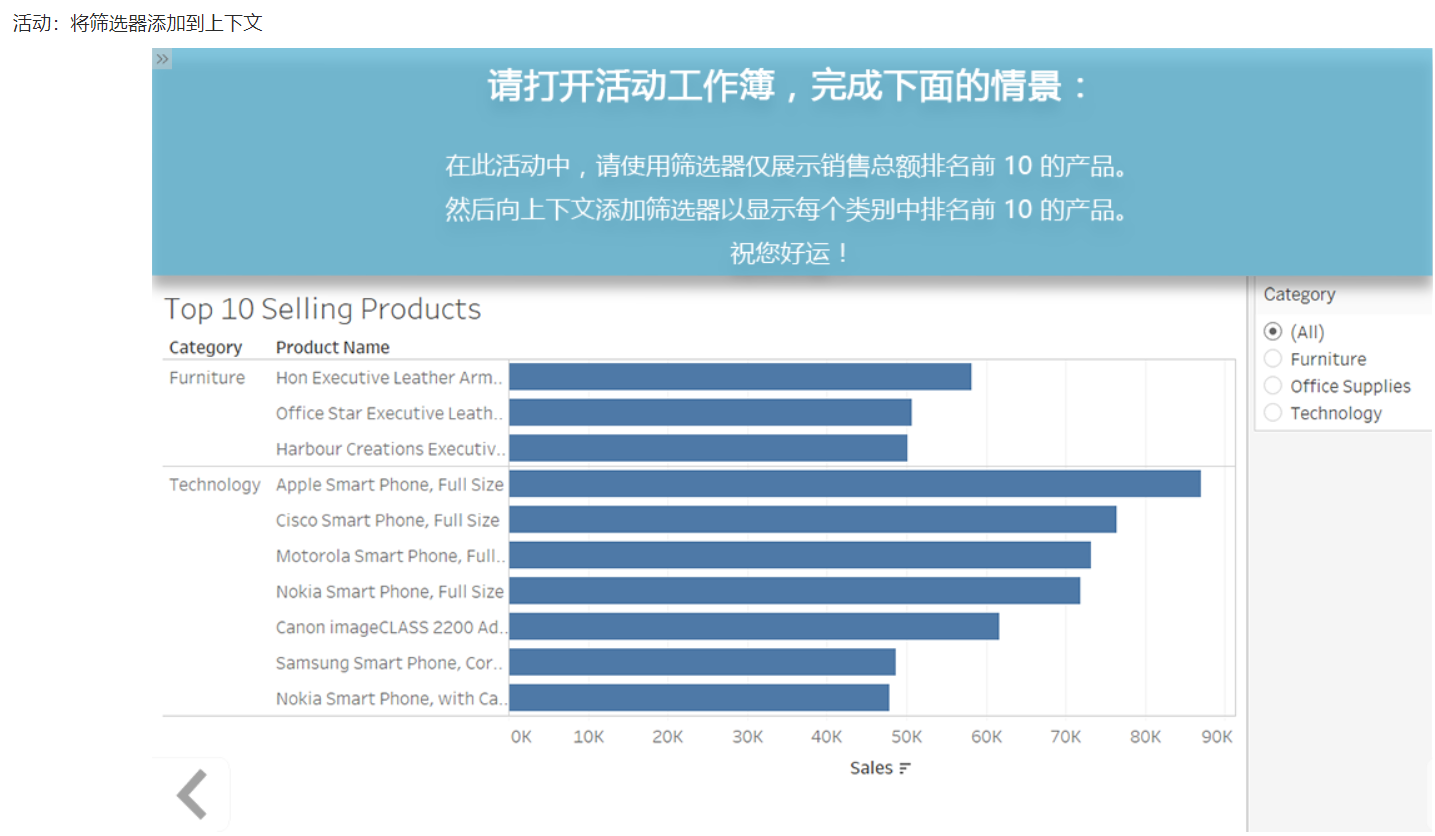 活动：将筛选器添加到上下文
»
请打开活动工作簿，完成下面的情景：
在此活动中，请使用筛选器仅展示销售总额排名前 10 的产品。
然后向上下文添加筛选器以显示每个类别中排名前 10 的产品。
祝您好运！
Top 10 Selling Products
Category Product Name
Furniture Hon Executive Leather Arm..
Office Star Executive Leath..
Harbour Creations Executiv..
Technology Apple Smart Phone, Full Size
Cisco Smart Phone, Full Size
Motorola Smart Phone, Full..
Nokia Smart Phone, Full Size
Canon imageCLASS 2200 Ad..
Samsung Smart Phone, Cor..
Nokia Smart Phone, with Ca..
0K 10K 20K 30K 40K 50K 60K 70K 80K 90K
Sales
Category
(All)
Furniture
Office Supplies
Technology